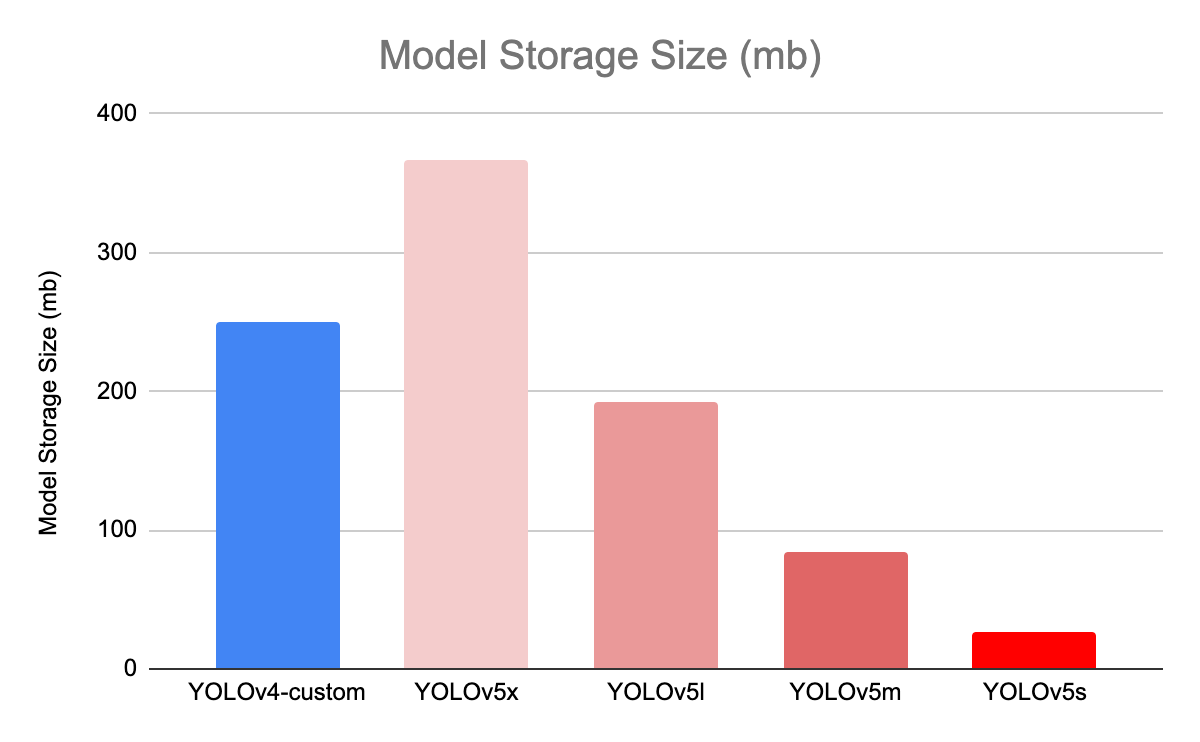 Model Storage Size (mb)
Model Storage Size (mb)
400
300
200
100
0
YOLOv4-custom YOLOv5x YOLOv5l YOLOv5m YOLOv5s